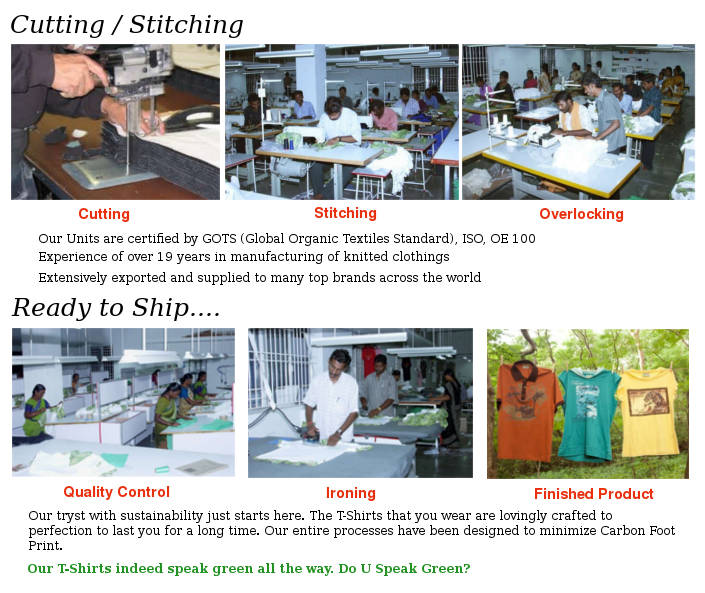 Cutting / Stitching
Cutting
Stitching
Overlocking
Our Units are certified by GOTS (Global Organic Textiles Standard), ISO, OE 100
Experience of over 19 years in manufacturing of knitted clothings
Extensively exported and supplied to many top brands across the world
Ready to Ship....
Quality Control
Ironing
Finished Product
Our tryst with sustainability just starts here. The T-Shirts that you wear are lovingly crafted to
perfection to last you for a long time. Our entire processes have been designed to minimize Carbon Foot
Print.
Our T-Shirts indeed speak green all the way. Do U Speak Green?